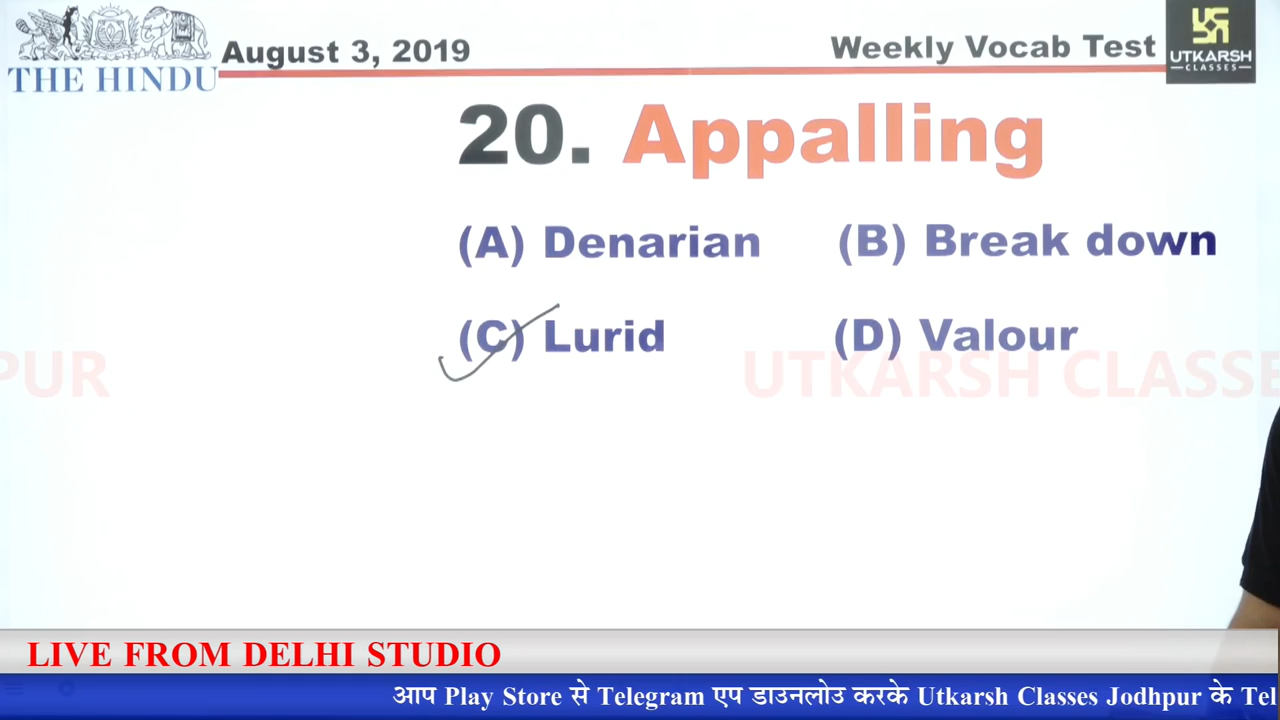 August 3, 2019
Weekly Vocab Test
UTKARSH
CLASSES
THE HINDU
20. Appalling
(A) Denarian
(B) Break down
(C) Lurid
(D) Valour
PUR
UTKARSH CLASSE
LIVE FROM DELHI STUDIO
आप Play Store से Telegram एप डाउनलोउ करके Utkarsh Classes Jodhpur के Tel